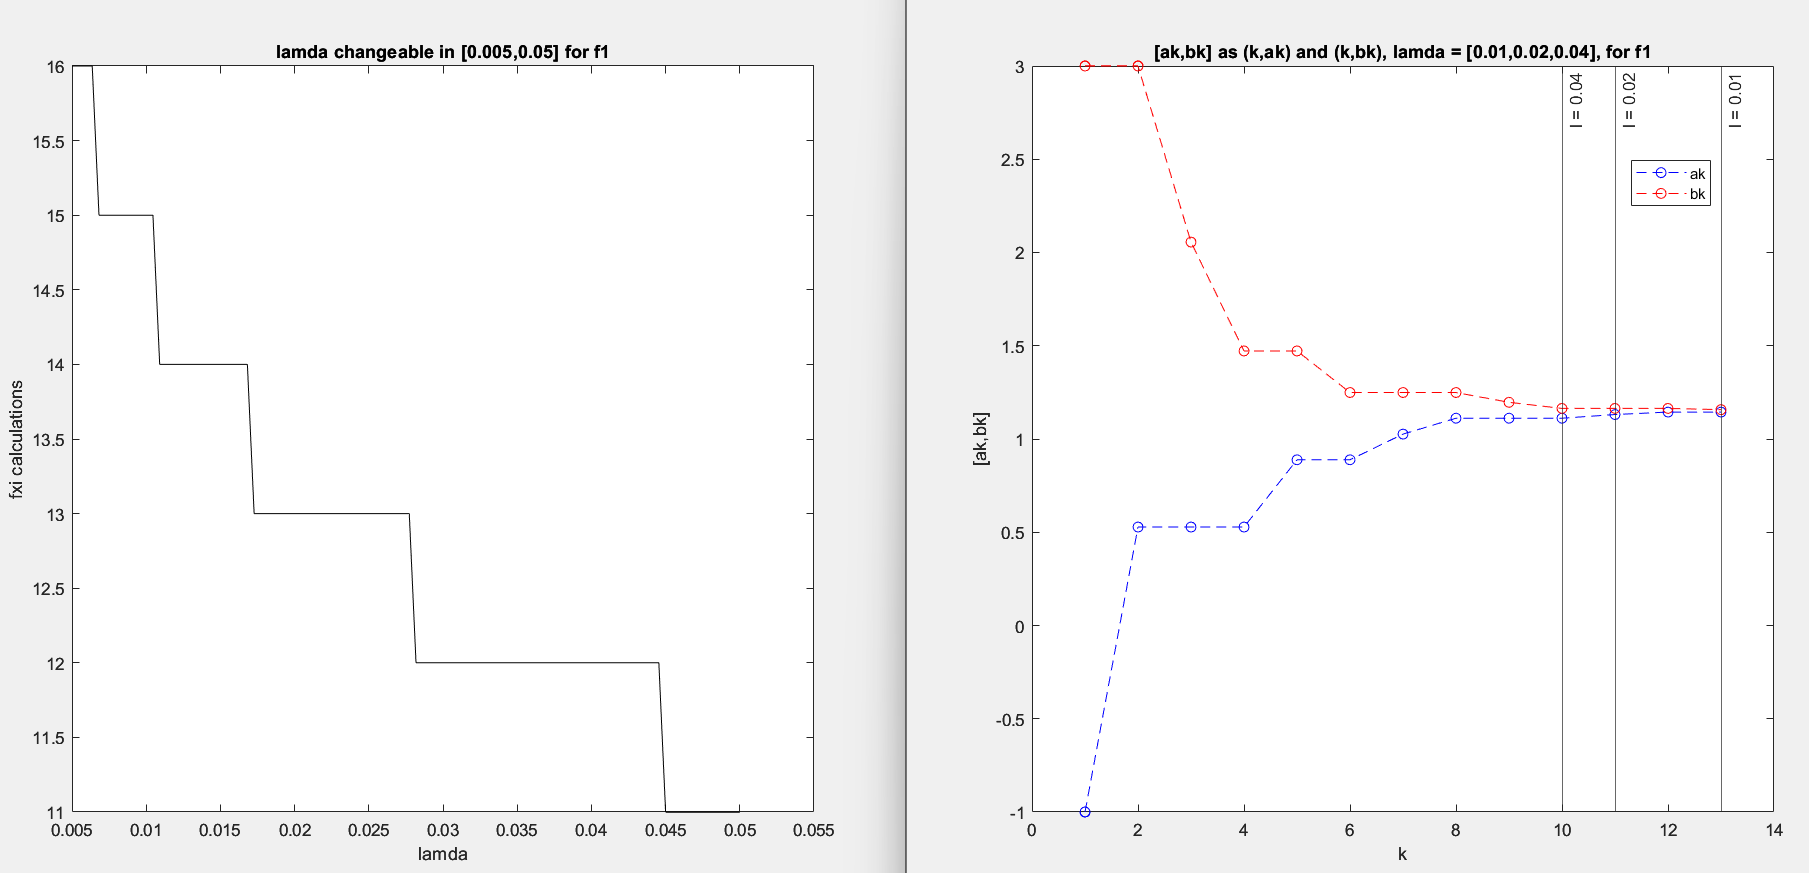 lamda changeable in [0.005,0.05] for f1
16
15.5
15
14.5
14
13.5
13
12.5
12
11.5
11
fxi calculations
0.005 0.01 0.015 0.02 0.025 0.03 0.035 0.04 0.045 0.05 0.055
lamda
[ak,bk] as (k,ak) and (k,bk), lamda = [0.01,0.02,0.04], for f1
3
2.5
2
1.5
1
0.5
0
-0.5
-1
[ak,bk]
l = 0.04
l = 0.02
l = 0.01
ak
bk
0 2 4 6 8 10 12 14
k